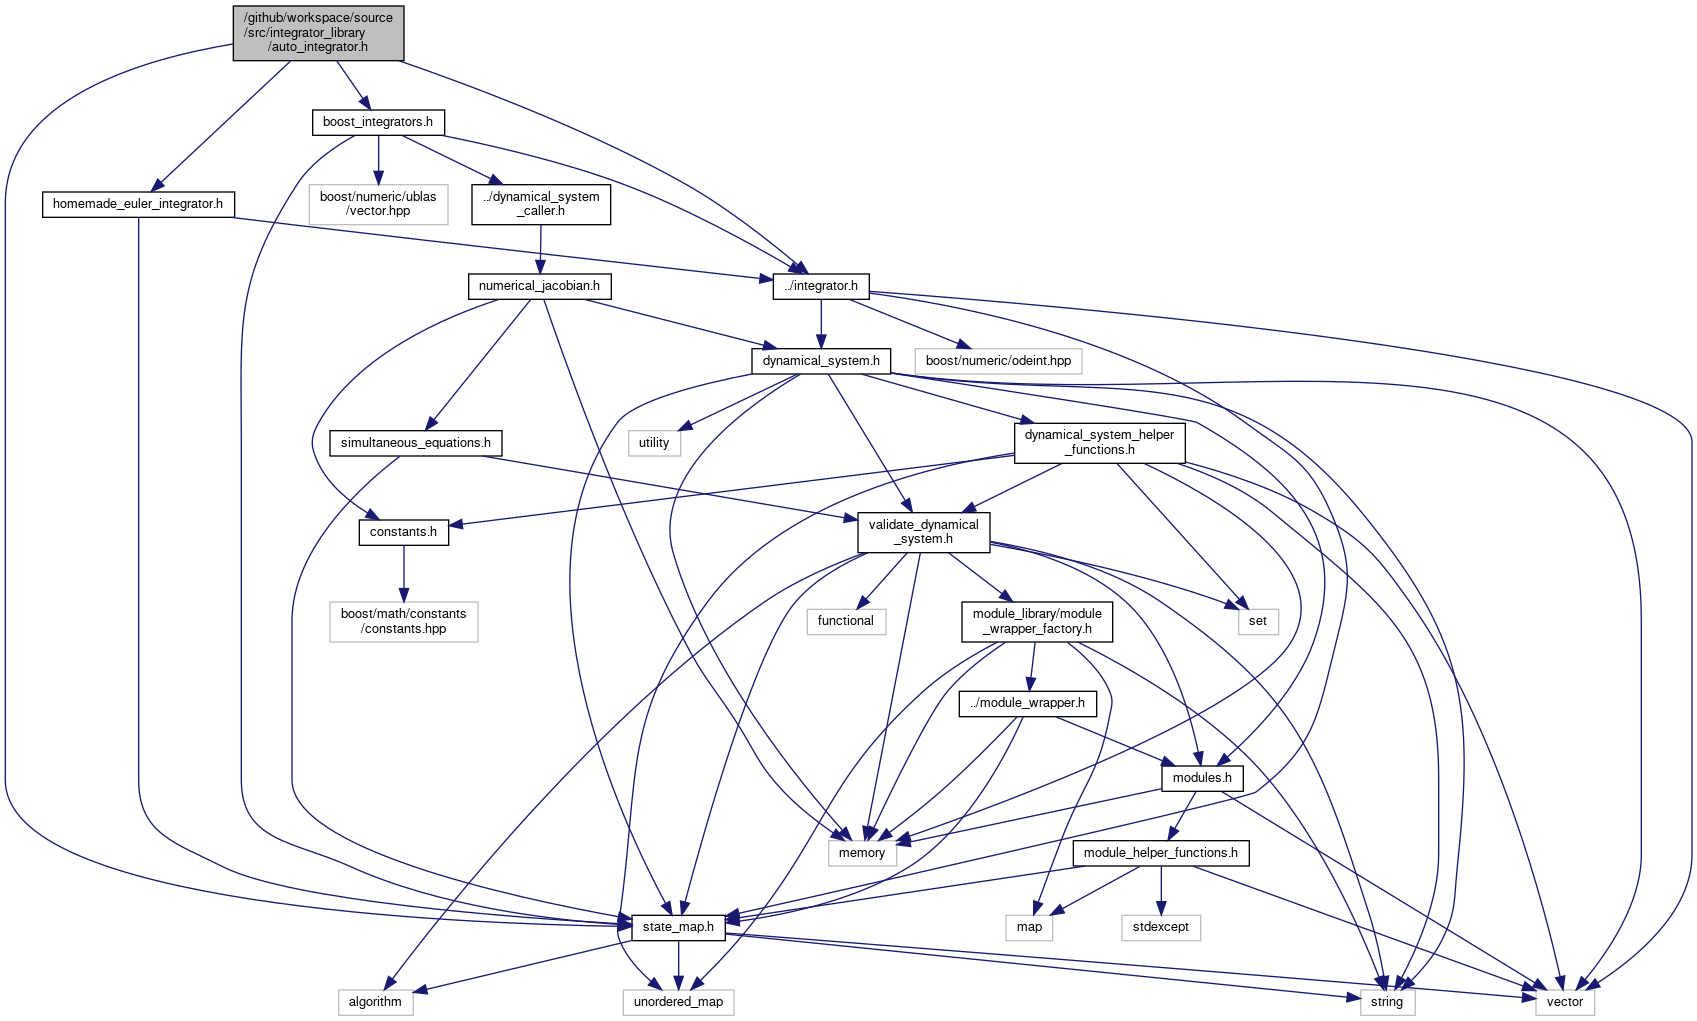 /github/workspace/source
/src/integrator_library
/auto_integrator.h
boost_integrators.h
homemade_euler_integrator.h
boost/numeric/ublas
/vector.hpp
../dynamical_system
_caller.h
numerical_jacobian.h
../integrator.h
dynamical_system.h
boost/numeric/odeint.hpp
simultaneous_equations.h
utility
dynamical_system_helper
_functions.h
constants.h
validate_dynamical
_system.h
boost/math/constants
/constants.hpp
functional
module_library/module
_wrapper_factory.h
set
../module_wrapper.h
modules.h
memory
module_helper_functions.h
state_map.h
map
stdexcept
algorithm
unordered_map
string
vector